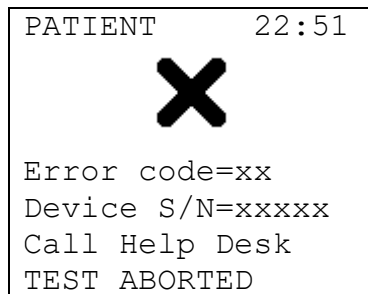 PATIENT 22:51
Error code=xx
Device S/N=xxxxx
Call Help Desk
TEST ABORTED